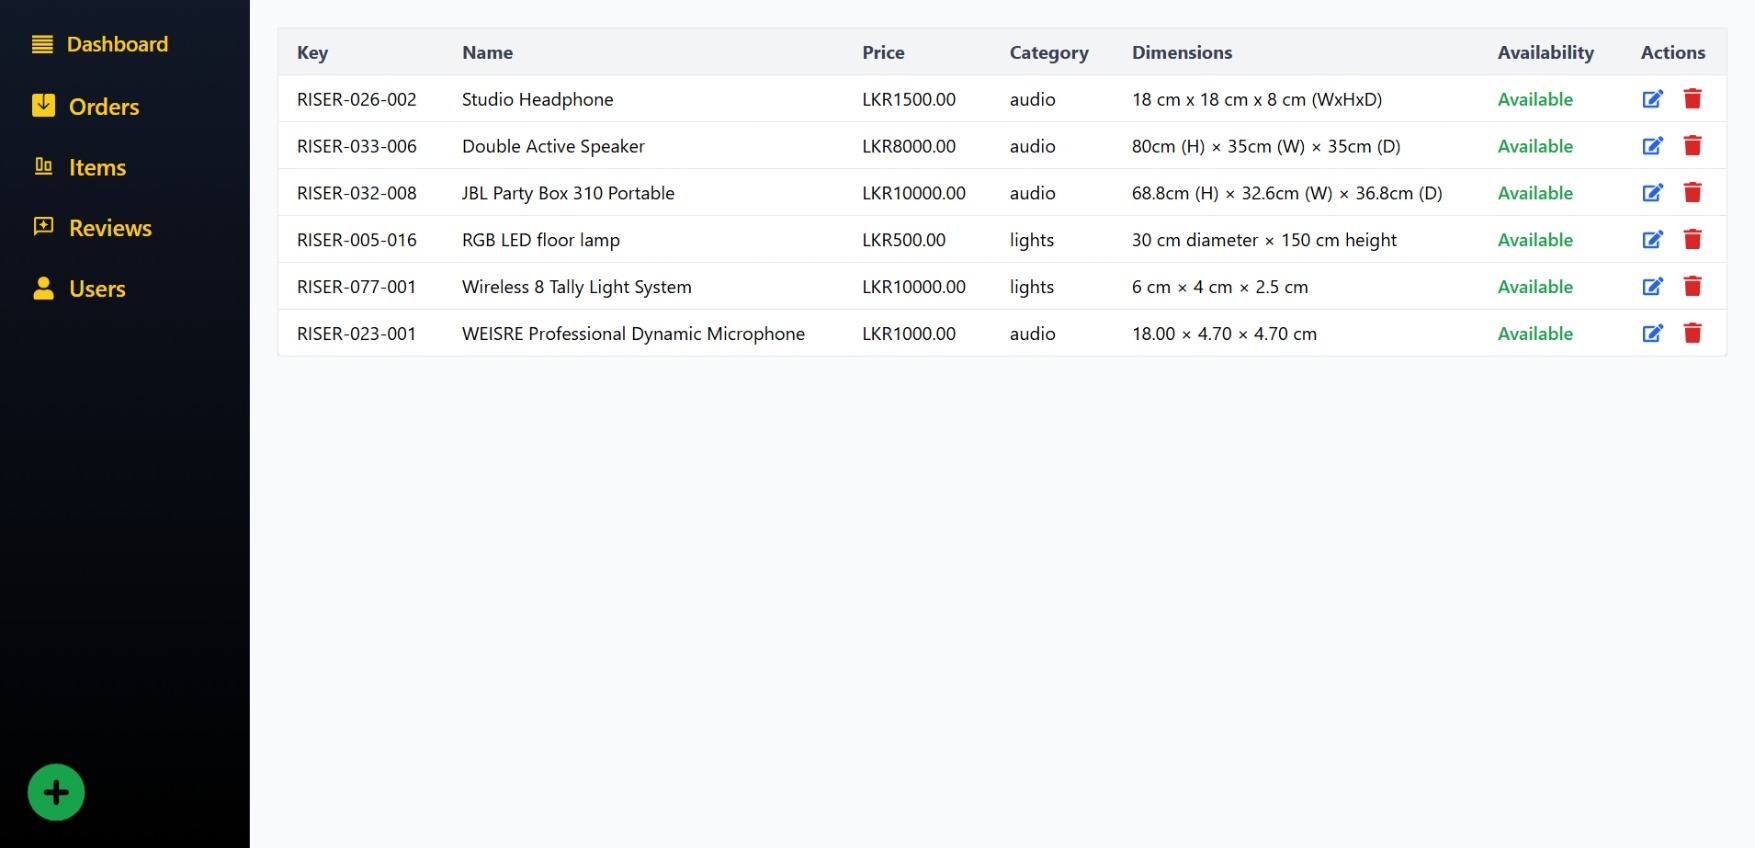 Dashboard
Orders
Items
Reviews
Users
Key Name Price Category Dimensions Availability Actions
RISER-026-002 Studio Headphone LKR1500.00 audio 18 cm x 18 cm x 8 cm (WxHxD) Available
RISER-033-006 Double Active Speaker LKR8000.00 audio 80cm (H) × 35cm (W) × 35cm (D) Available
RISER-032-008 JBL Party Box 310 Portable LKR10000.00 audio 68.8cm (H) × 32.6cm (W) × 36.8cm (D) Available
RISER-005-016 RGB LED floor lamp LKR500.00 lights 30 cm diameter × 150 cm height Available
RISER-077-001 Wireless 8 Tally Light System LKR10000.00 lights 6 cm × 4 cm × 2.5 cm Available
RISER-023-001 WEISRE Professional Dynamic Microphone LKR1000.00 audio 18.00 × 4.70 × 4.70 cm Available